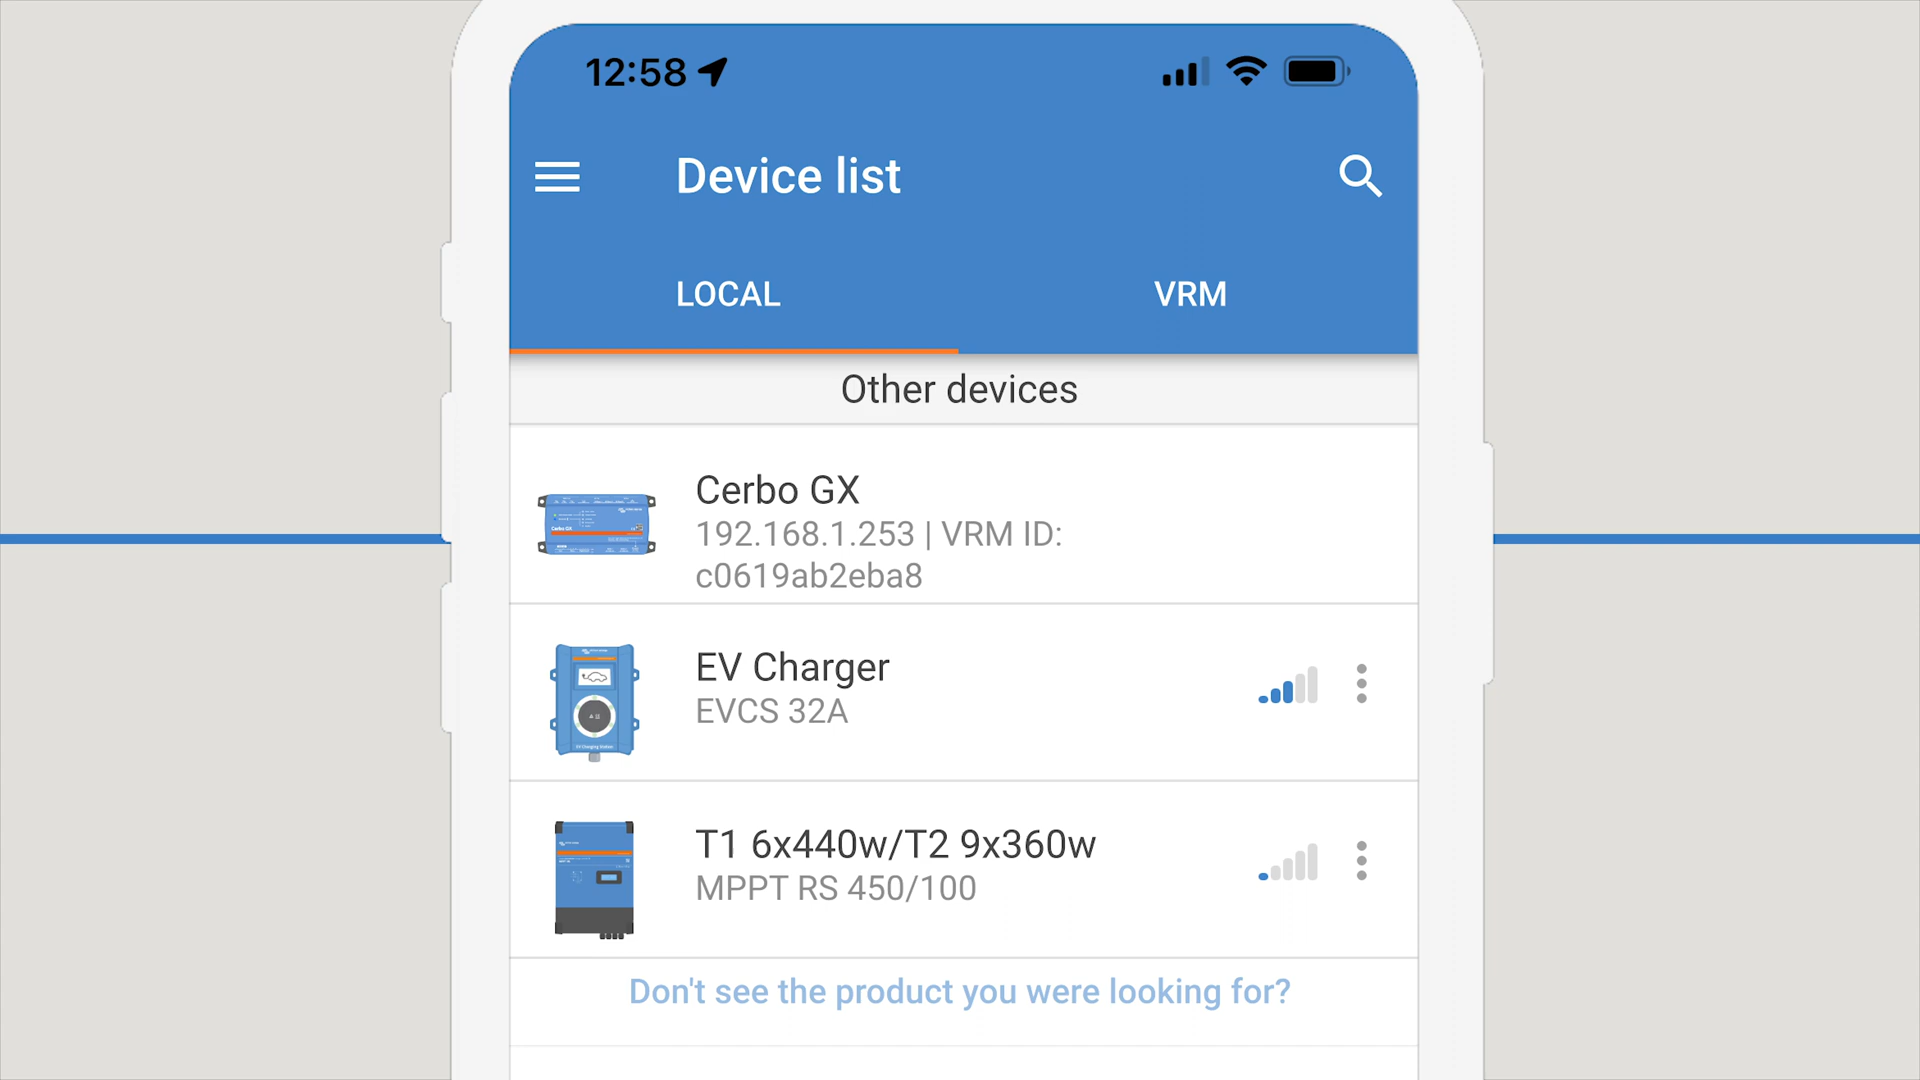 12:58
Device list
LOCAL
VRM
Other devices
Cerbo GX
192.168.1.253 | VRM ID:
c0619ab2eba8
EV Charger
EVCS 32A
T1 6x440w/T2 9x360w
MPPT RS 450/100
Don't see the product you were looking for?